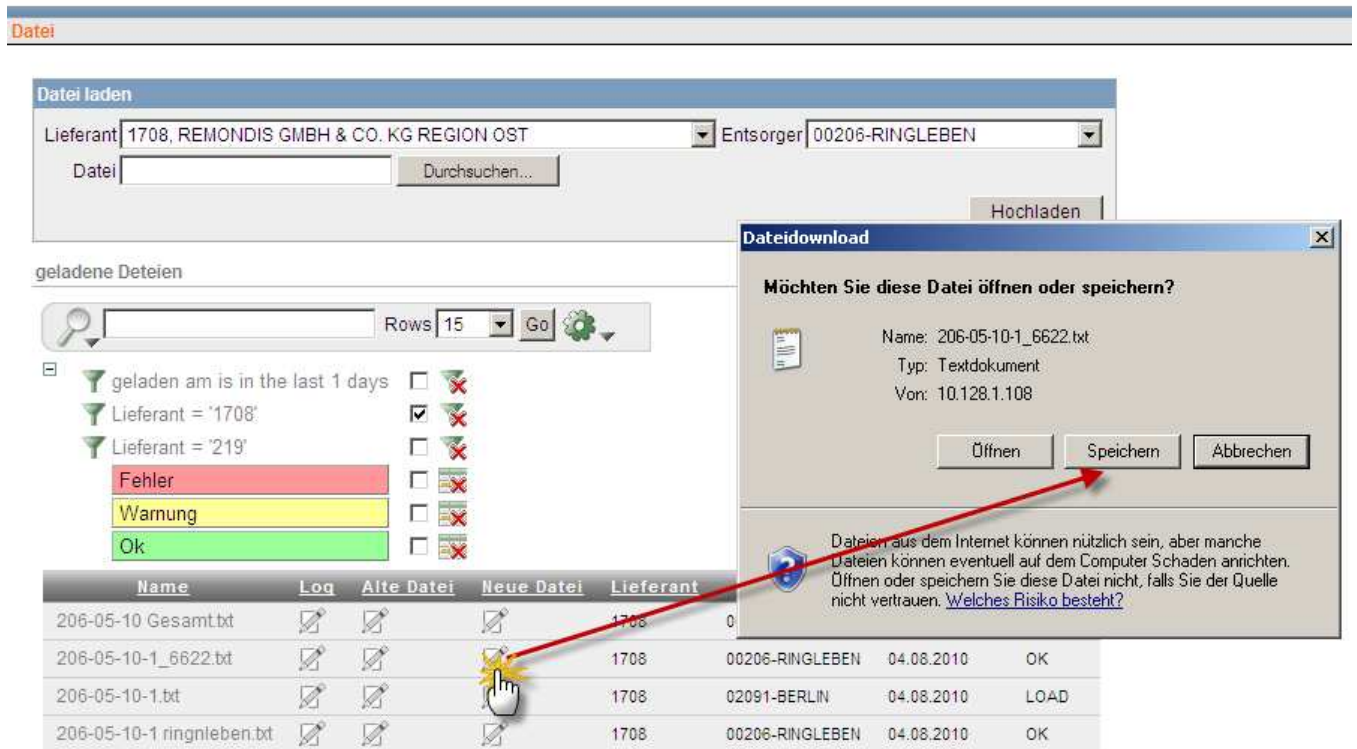 Datei
Datei laden
Lieferant 1708, REMONDIS GMBH & CO. KG REGION OST Entsorger 00206-RINGLEBEN
Datei Durchsuchen...
Hochladen
geladene Deteien
Rows 15 Go
geladen am is in the last 1 days
Lieferant = '1708'
Lieferant = '219'
Fehler
Warnung
Ok
Dateidownload
Möchten Sie diese Datei öffnen oder speichern?
Name: 206-05-10-1_6622.txt
Typ: Textdokument
Von: 10.128.1.108
Öffnen Speichern Abbrechen
Dateien aus dem Internet können nützlich sein, aber manche
Dateien können eventuell auf dem Computer Schaden anrichten.
Öffnen oder speichern Sie diese Datei nicht, falls Sie der Quelle
nicht vertrauen. Welches Risiko besteht?
Name Log Alte Datei Neue Datei Lieferant
206-05-10 Gesamt.txt 1708 0
206-05-10-1_6622.txt 1708 00206-RINGLEBEN 04.08.2010 OK
206-05-10-1.txt 1708 02091-BERLIN 04.08.2010 LOAD
206-05-10-1 ringnleben.txt 1708 00206-RINGLEBEN 04.08.2010 OK